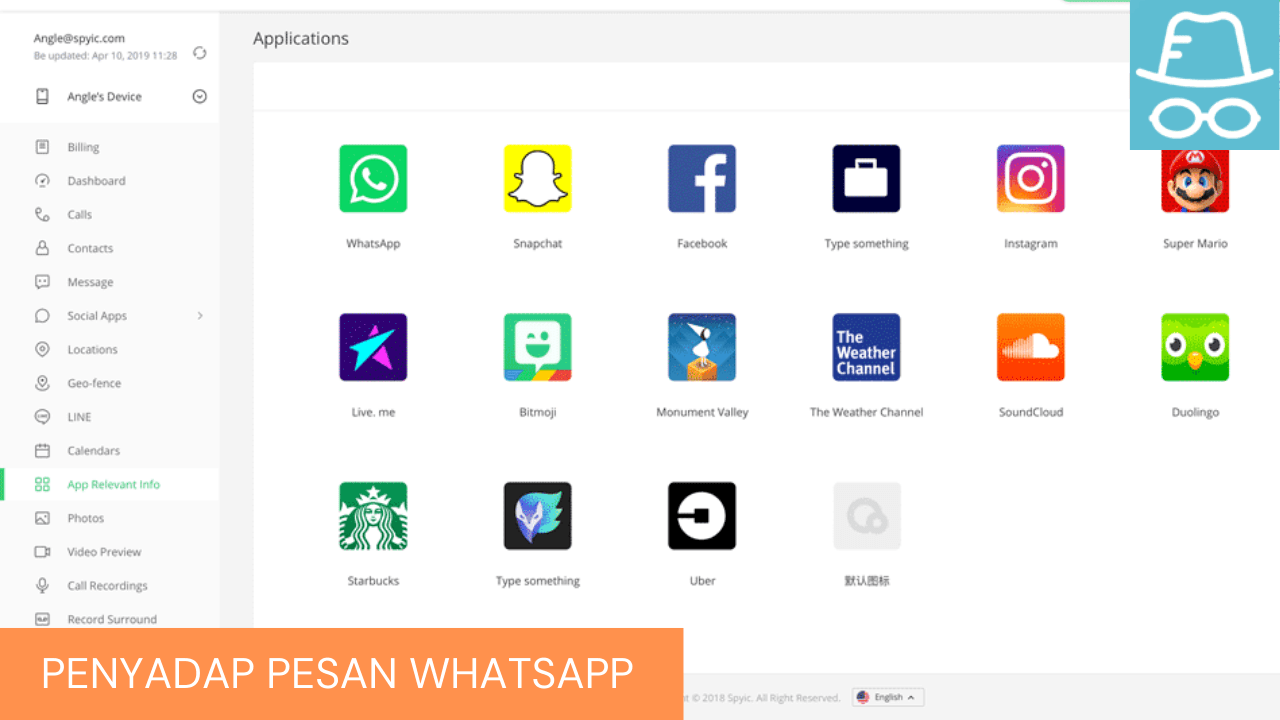 Angle@spyic.com
Be updated: Apr 10, 2019 11:28
Angle's Device
Billing
Dashboard
Calls
Contacts
Message
Social Apps
Locations
Geo-fence
LINE
Calendars
App Relevant Info
Photos
Video Preview
Call Recordings
Record Surround
Applications
WhatsApp Snapchat Facebook Type something Instagram Super Mario
The
Weather
Channel
Live. me Bitmoji Monument Valley The Weather Channel SoundCloud Duolingo
Starbucks Type something Uber 默认图标
PENYADAP PESAN WHATSAPP
© 2018 Spyic. All Right Reserved. English